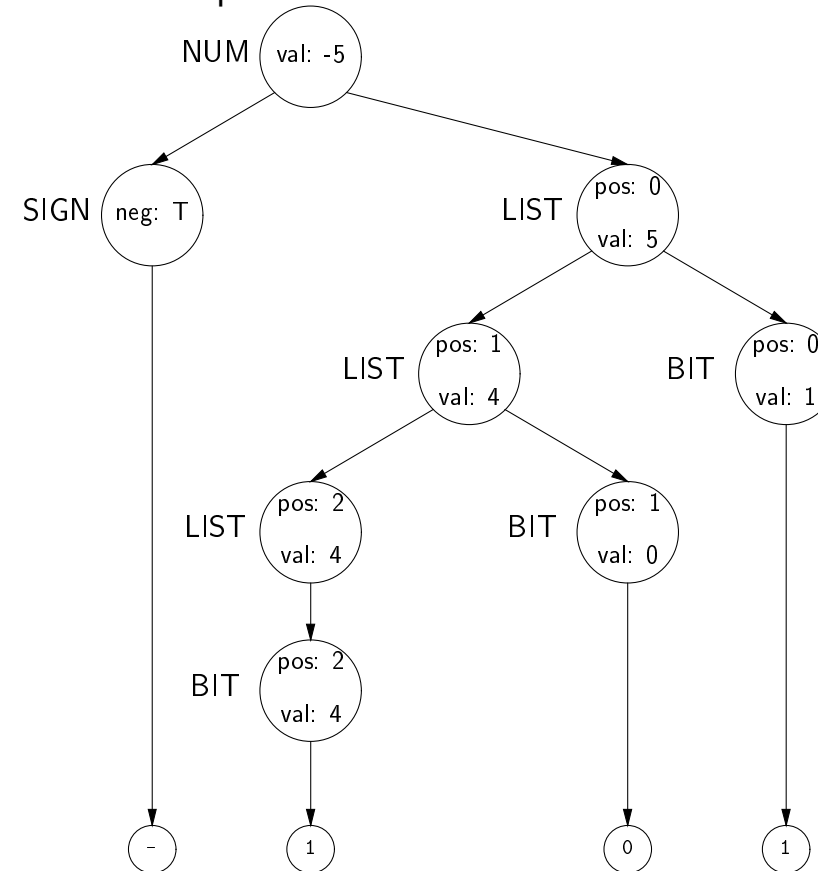 NUM
val: -5
SIGN
neg: T
LIST
pos: 0
val: 5
LIST
pos: 1
val: 4
BIT
pos: 0
val: 1
LIST
pos: 2
val: 4
BIT
pos: 1
val: 0
BIT
pos: 2
val: 4
–
1
0
1